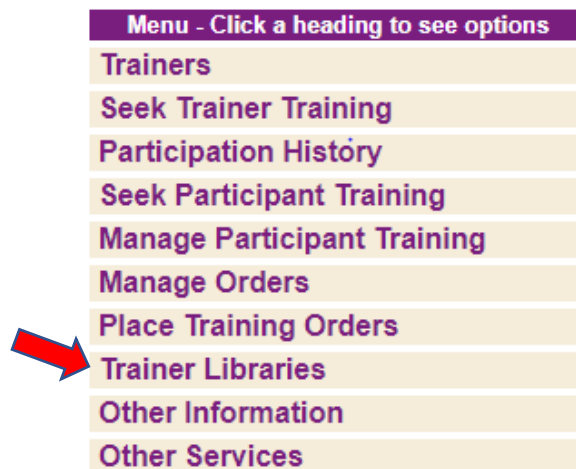 Menu - Click a heading to see options
Trainers
Seek Trainer Training
Participation History
Seek Participant Training
Manage Participant Training
Manage Orders
Place Training Orders
Trainer Libraries
Other Information
Other Services